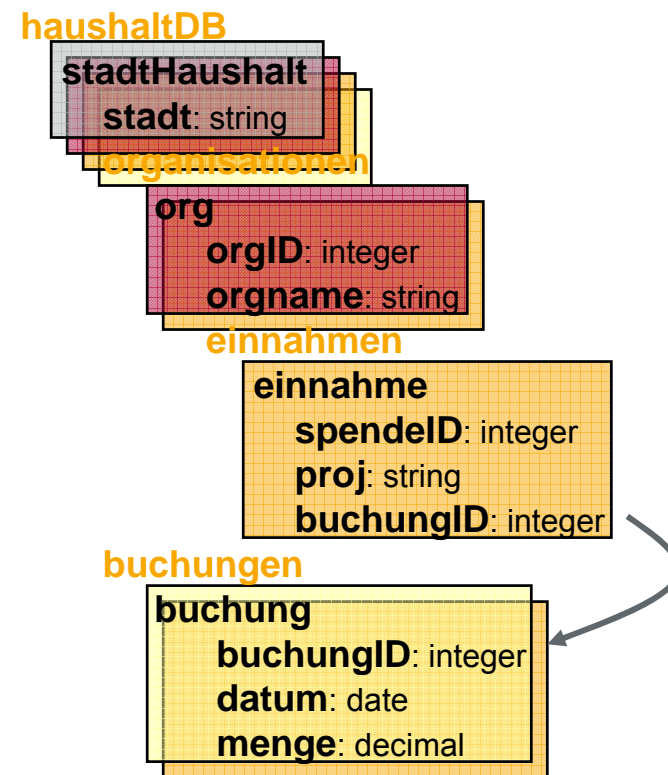 haushaltDB
stadtHaushalt
stadt: string
organisationen
org
orgID: integer
orgname: string
einnahmen
einnahme
spendeID: integer
proj: string
buchungID: integer
buchungen
buchung
buchungID: integer
datum: date
menge: decimal